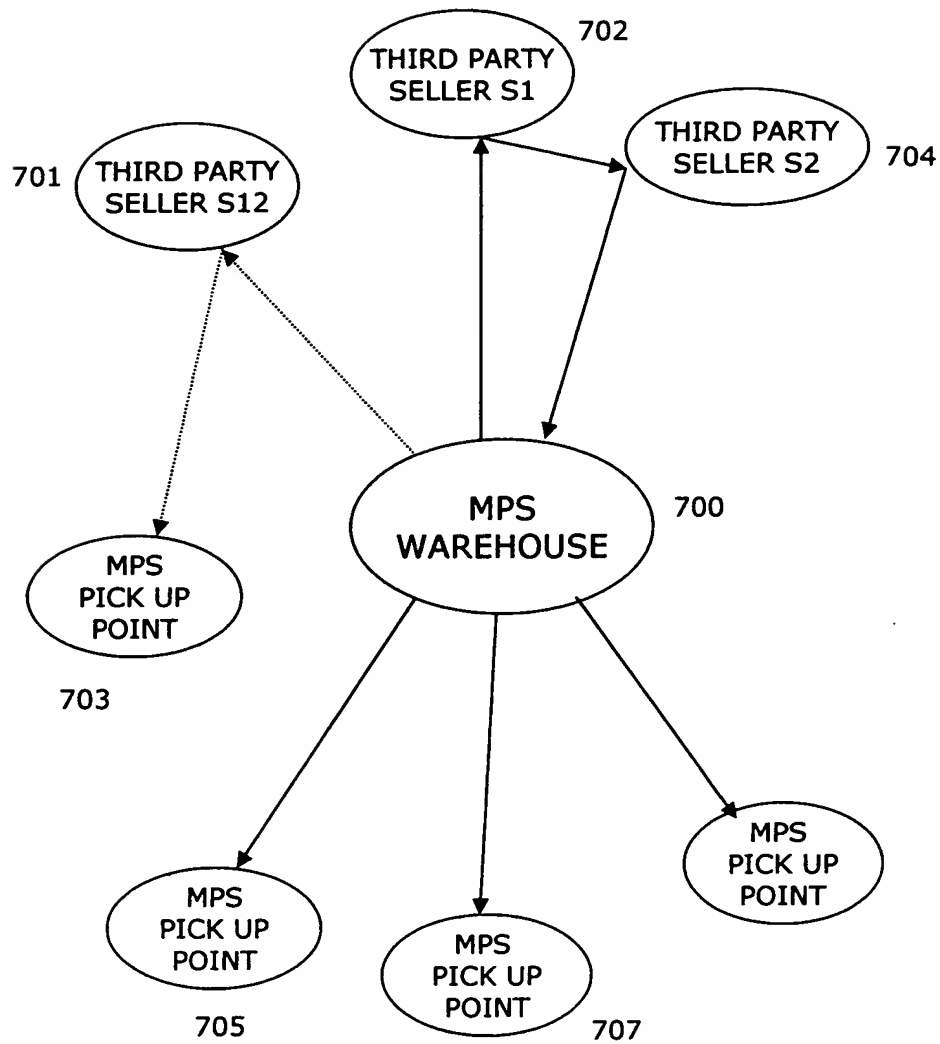 702
THIRD PARTY
SELLER S1
THIRD PARTY
SELLER S2
704
701
THIRD PARTY
SELLER S12
MPS
WAREHOUSE
700
MPS
PICK UP
POINT
703
MPS
PICK UP
POINT
MPS
PICK UP
POINT
705
MPS
PICK UP
POINT
707